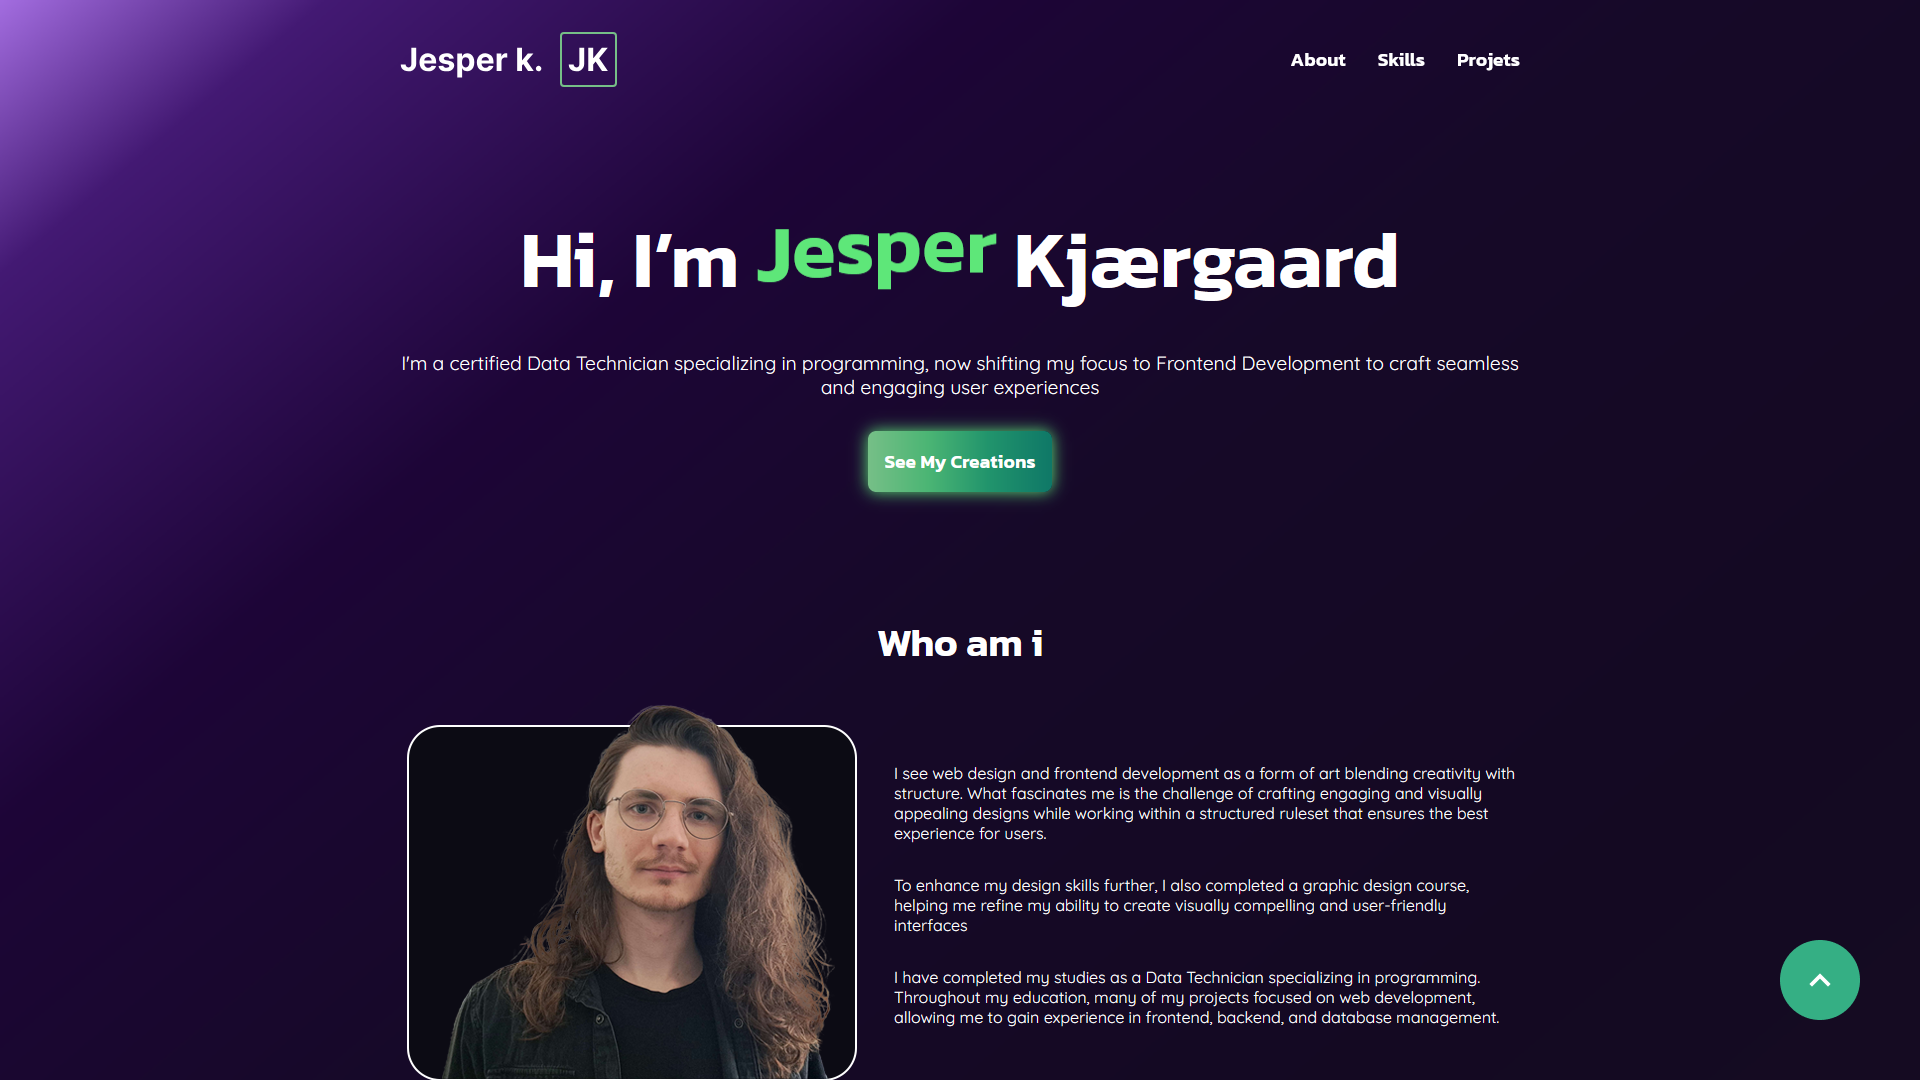 Jesper k. JK
About Skills Projets
Hi, I’m Jesper Kjærgaard
I'm a certified Data Technician specializing in programming, now shifting my focus to Frontend Development to craft seamless
and engaging user experiences
See My Creations
Who am i
I see web design and frontend development as a form of art blending creativity with
structure. What fascinates me is the challenge of crafting engaging and visually
appealing designs while working within a structured ruleset that ensures the best
experience for users.
To enhance my design skills further, I also completed a graphic design course,
helping me refine my ability to create visually compelling and user-friendly
interfaces
I have completed my studies as a Data Technician specializing in programming.
Throughout my education, many of my projects focused on web development,
allowing me to gain experience in frontend, backend, and database management.